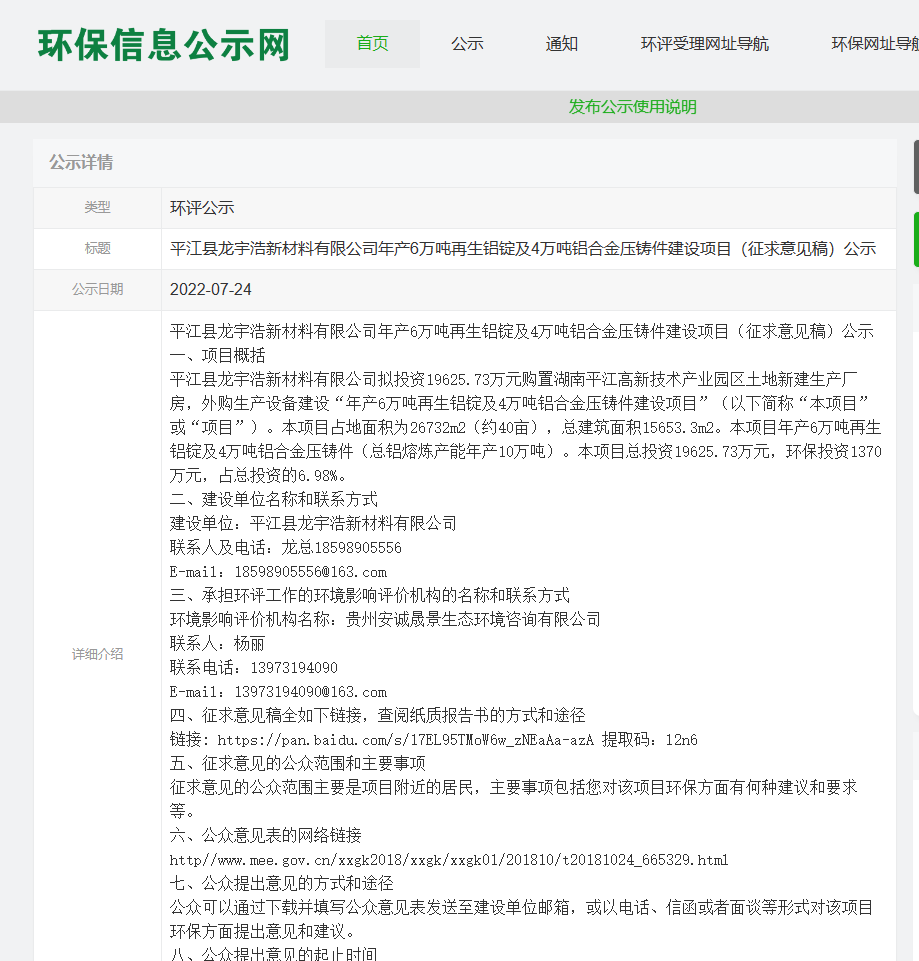 环保信息公示网
首页 公示 通知 环评受理网址导航 环保网址导航
发布公示使用说明
公示详情
类型 环评公示
标题 平江县龙宇浩新材料有限公司年产6万吨再生铝锭及4万吨铝合金压铸件建设项目（征求意见稿）公示
公示日期 2022-07-24
平江县龙宇浩新材料有限公司年产6万吨再生铝锭及4万吨铝合金压铸件建设项目（征求意见稿）公示
一、项目概括
平江县龙宇浩新材料有限公司拟投资19625.73万元购置湖南平江高新技术产业园区土地新建生产厂
房，外购生产设备建设“年产6万吨再生铝锭及4万吨铝合金压铸件建设项目”（以下简称“本项目”
或“项目”）。本项目占地面积为26732m2（约40亩），总建筑面积15653.3m2。本项目年产6万吨再生
铝锭及4万吨铝合金压铸件（总铝熔炼产能年产10万吨）。本项目总投资19625.73万元，环保投资1370
万元，占总投资的6.98%。
二、建设单位名称和联系方式
建设单位：平江县龙宇浩新材料有限公司
联系人及电话：龙总18598905556
E-mail：18598905556@163.com
三、承担环评工作的环境影响评价机构的名称和联系方式
环境影响评价机构名称：贵州安诚晟景生态环境咨询有限公司
联系人：杨丽
详细介绍
联系电话：13973194090
E-mail：13973194090@163.com
四、征求意见稿全如下链接，查阅纸质报告书的方式和途径
链接：https://pan.baidu.com/s/17EL95TMoW6w_zNEaAa-azA 提取码：12n6
五、征求意见的公众范围和主要事项
征求意见的公众范围主要是项目附近的居民，主要事项包括您对该项目环保方面有何种建议和要求
等。
六、公众意见表的网络链接
http//www.mee.gov.cn/xxgk2018/xxgk/xxgk01/201810/t20181024_665329.html
七、公众提出意见的方式和途径
公众可以通过下载并填写公众意见表发送至建设单位邮箱，或以电话、信函或者面谈等形式对该项目
环保方面提出意见和建议。
八、公众提出意见的起止时间